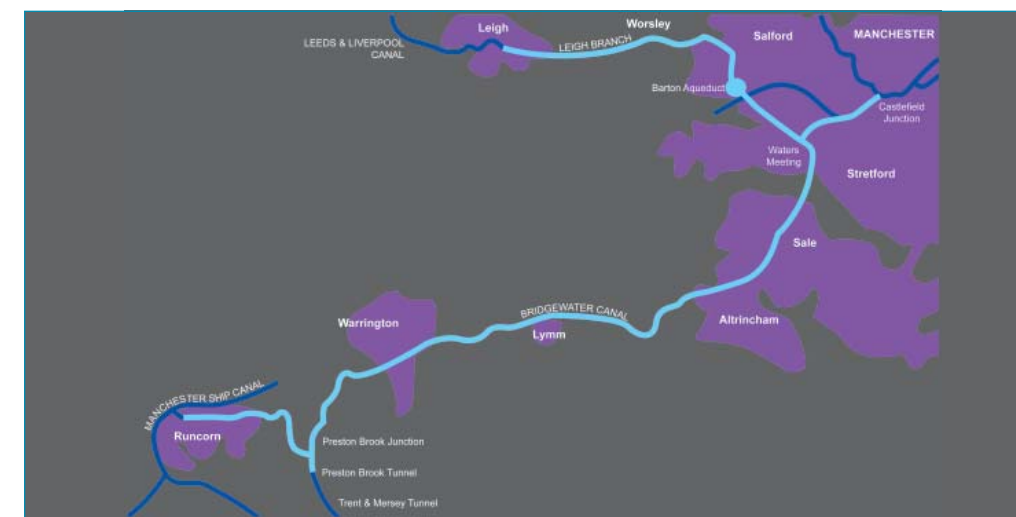 Leigh
Worsley
Salford
MANCHESTER
LEEDS & LIVERPOOL
CANAL
LEIGH BRANCH
Barton Aqueduct
Castlefield
Junction
Waters
Meeting
Stretford
Sale
BRIDGEWATER CANAL
Warrington
Lymm
Altrincham
MANCHESTER SHIP CANAL
Runcorn
Preston Brook Junction
Preston Brook Tunnel
Trent & Mersey Tunnel